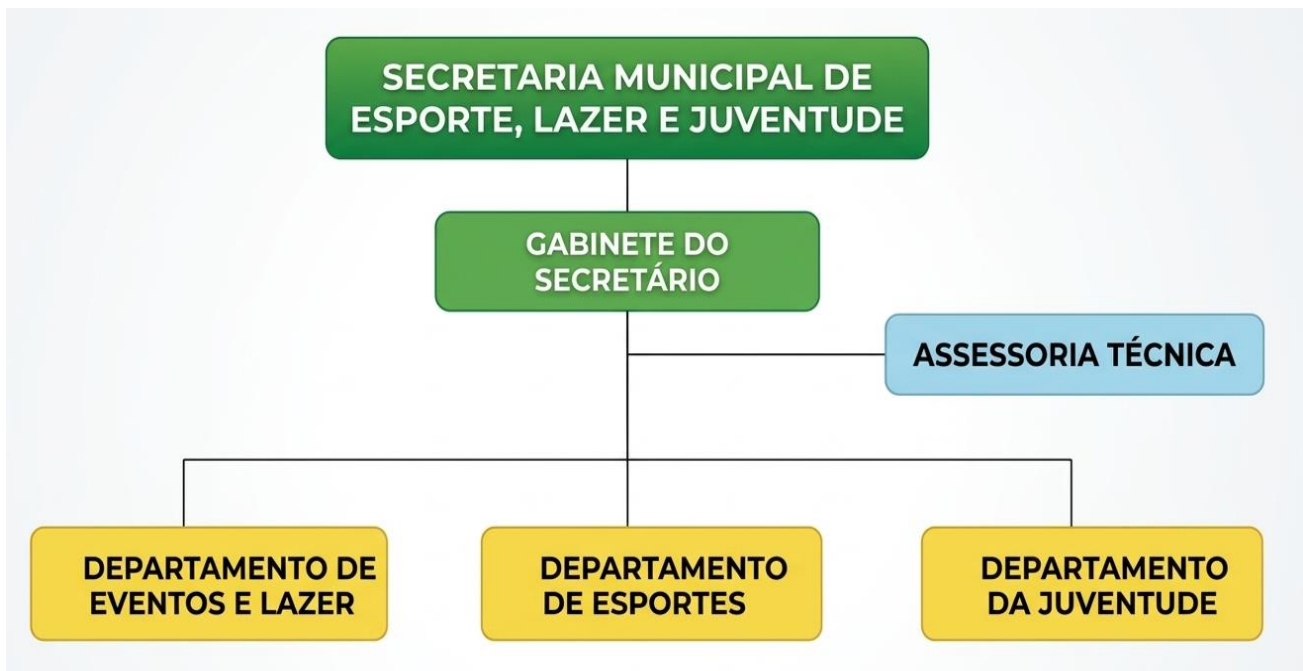 SECRETARIA MUNICIPAL DE
ESPORTE, LAZER E JUVENTUDE
GABINETE DO
SECRETÁRIO
ASSESSORIA TÉCNICA
DEPARTAMENTO DE
EVENTOS E LAZER
DEPARTAMENTO
DE ESPORTES
DEPARTAMENTO
DA JUVENTUDE